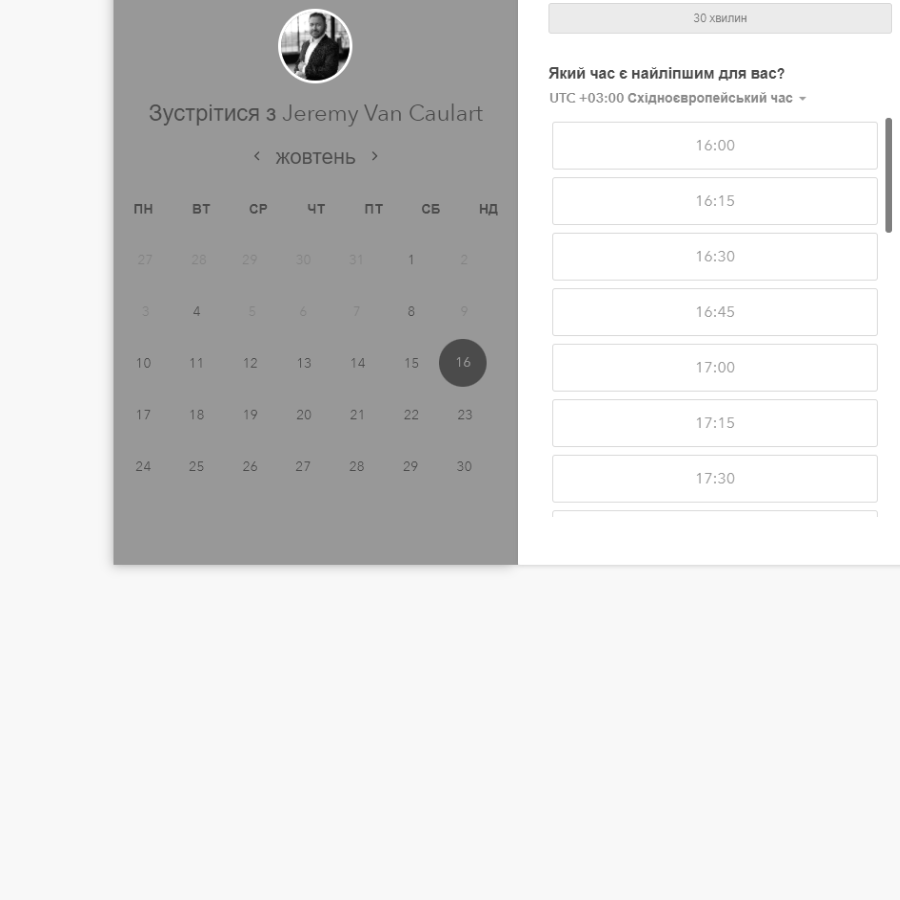 Зустрітися з Jeremy Van Caulart
жовтень
ПН ВТ СР ЧТ ПТ СБ НД
27 28 29 30 31 1 2
3 4 5 6 7 8 9
10 11 12 13 14 15 16
17 18 19 20 21 22 23
24 25 26 27 28 29 30
30 хвилин
Який час є найліпшим для вас?
UTC +03:00 Східноєвропейський час
16:00
16:15
16:30
16:45
17:00
17:15
17:30